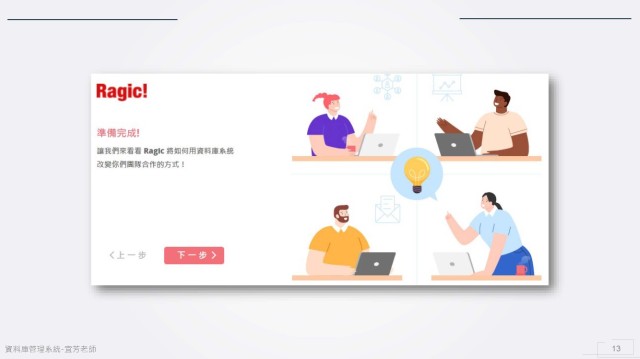 Ragic!
準備完成!
讓我們來看看 Ragic 將如何用資料庫系統
改變你們團隊合作的方式！
上一步
下一步
資料庫管理系統-宜芳老師
13